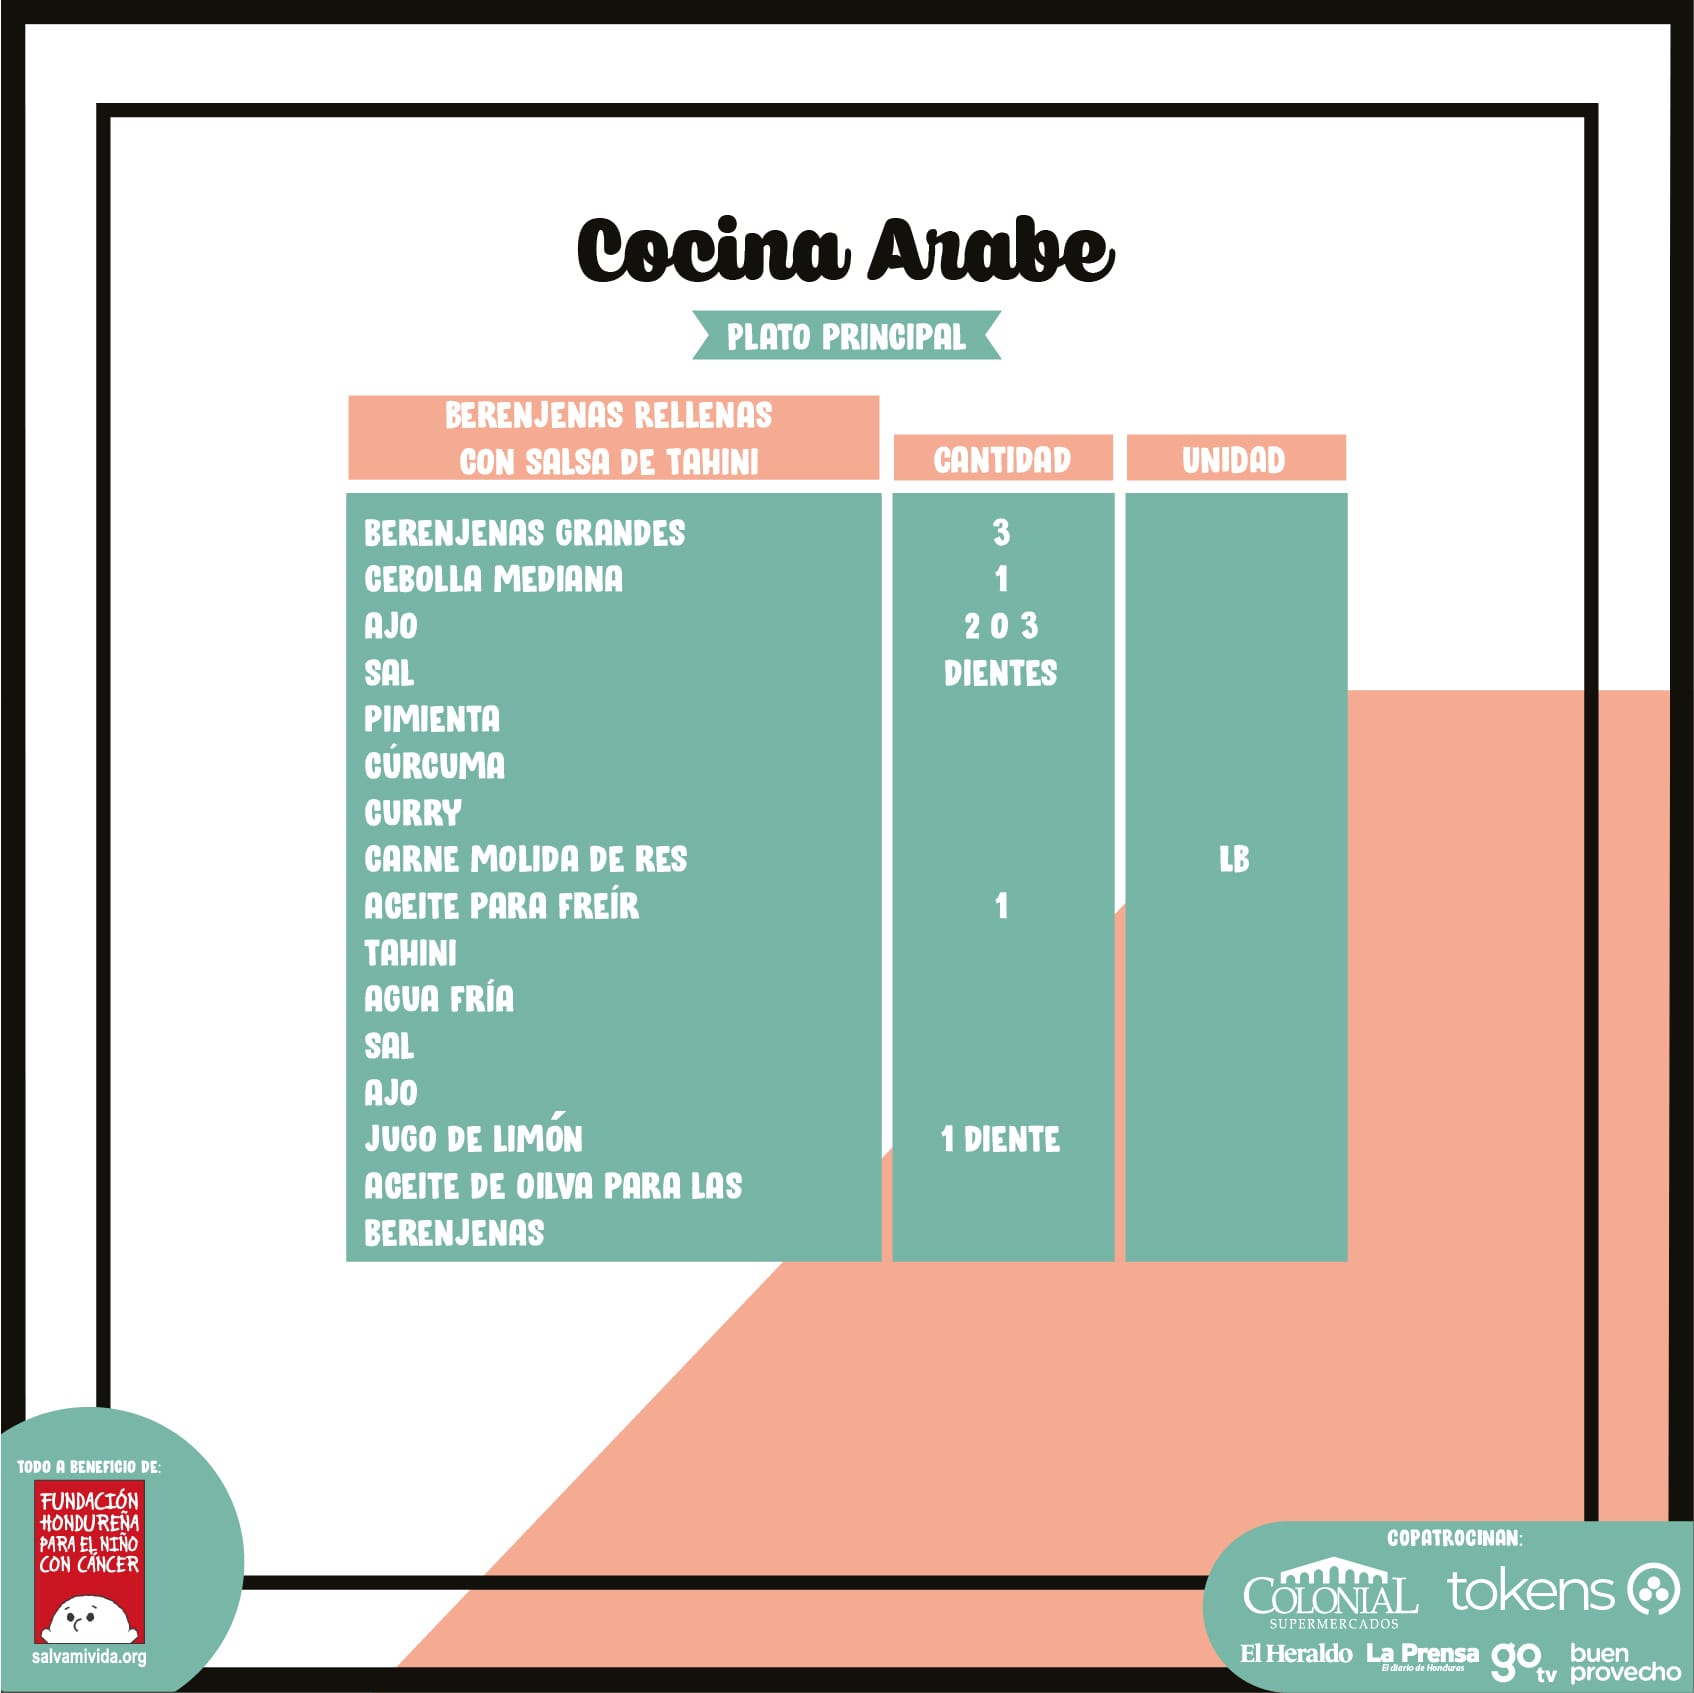 Cocina Arabe
PLATO PRINCIPAL
BERENJENAS RELLENAS
CON SALSA DE TAHINI
CANTIDAD
UNIDAD
BERENJENAS GRANDES 3
CEBOLLA MEDIANA 1
AJO 2 O 3
SAL DIENTES
PIMIENTA
CÚRCUMA
CURRY
CARNE MOLIDA DE RES LB
ACEITE PARA FREÍR 1
TAHINI
AGUA FRÍA
SAL
AJO
JUGO DE LIMÓN 1 DIENTE
ACEITE DE OILVA PARA LAS
BERENJENAS
TODO A BENEFICIO DE:
FUNDACIÓN
HONDUREÑA
PARA EL NIÑO
CON CÁNCER
salvamivida.org
COPATROCINAN:
COLONIAL
SUPERMERCADOS
tokens
El Heraldo
La Prensa
El diario de Honduras
go
tv
buen
provecho